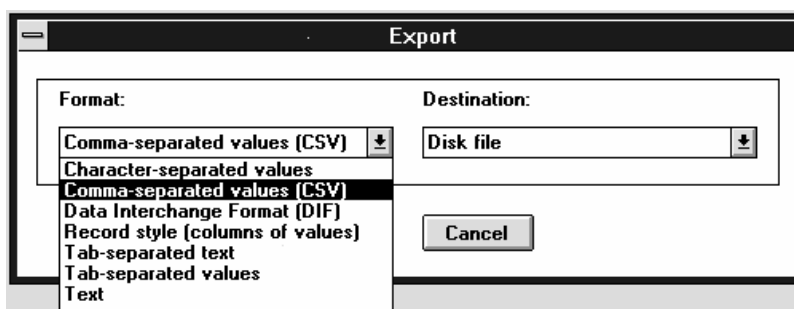 Export
Format:
Destination:
Comma-separated values (CSV)
Disk file
Character-separated values
Comma-separated values (CSV)
Data Interchange Format (DIF)
Record style (columns of values)
Tab-separated text
Tab-separated values
Text
Cancel